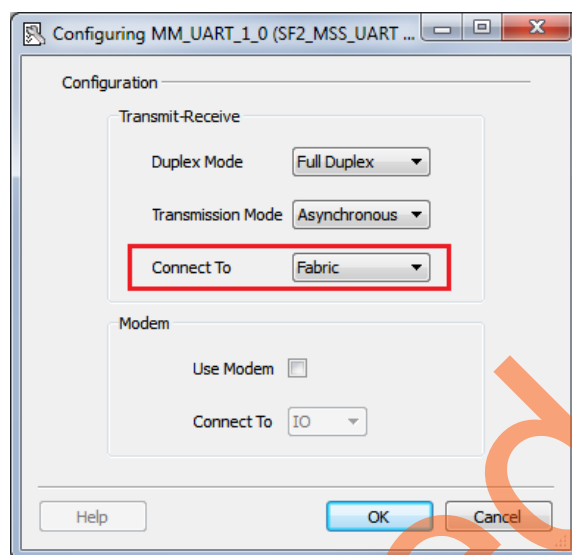 Configuring MM_UART_1_0 (SF2_MSS_UART ...
Configuration
Transmit-Receive
Duplex Mode Full Duplex
Transmission Mode Asynchronous
Connect To Fabric
Modem
Use Modem
Connect To IO
Help OK Cancel